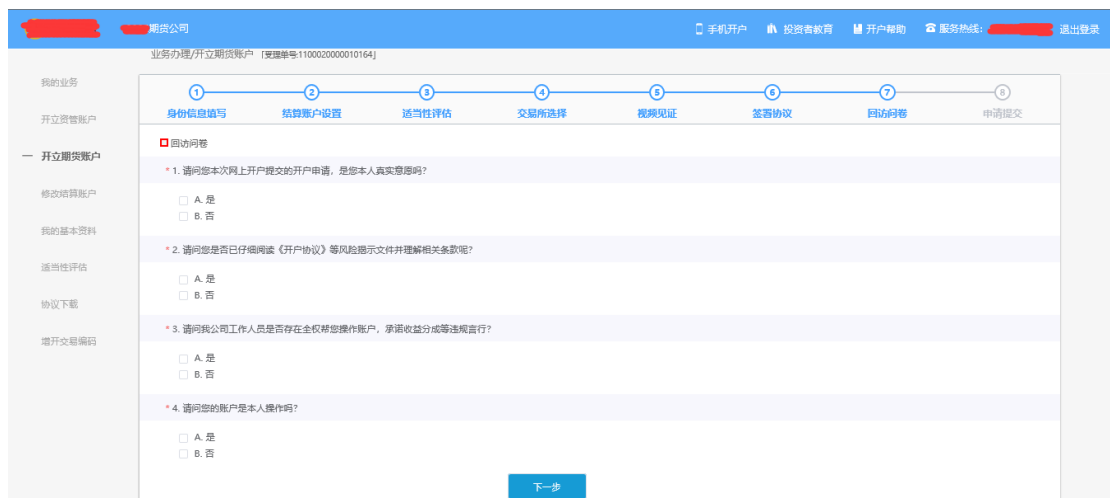 期货公司
手机开户 投资者教育 开户帮助 服务热线: 退出登录
业务办理/开立期货账户 「受理单号:1100020000010164」
我的业务
开立资管账户
一 开立期货账户
修改结算账户
我的基本资料
适当性评估
协议下载
增开交易编码
1 2 3 4 5 6 7 8
身份信息填写 结算账户设置 适当性评估 交易所选择 视频见证 签署协议 回访问卷 申请提交
回访问卷
* 1. 请问您本次网上开户提交的开户申请，是您本人真实意愿吗?
A. 是
B. 否
* 2. 请问您是否已仔细阅读《开户协议》等风险揭示文件并理解相关条款呢?
A. 是
B. 否
* 3. 请问我公司工作人员是否存在全权帮您操作账户，承诺收益分成等违规言行?
A. 是
B. 否
* 4. 请问您的账户是本人操作吗?
A. 是
B. 否
下一步